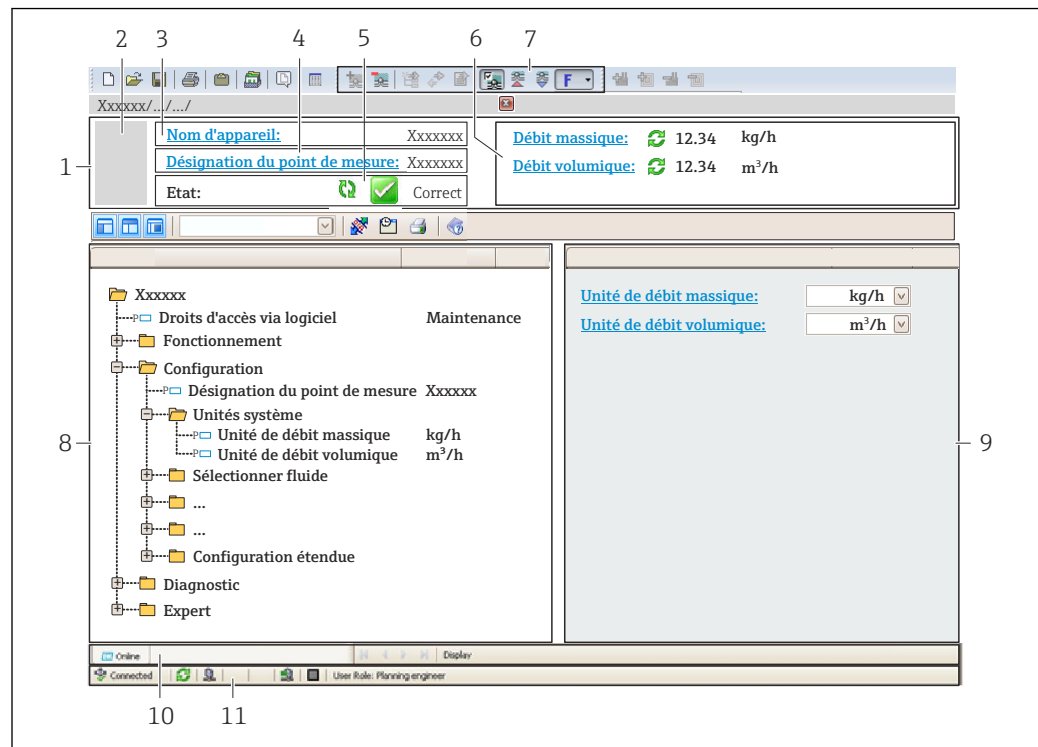 2 3 4 5 6 7
F
Xxxxxx/.../.../
1
Nom d'appareil: Xxxxxxx
Désignation du point de mesure: Xxxxxxx
Etat: Correct
Débit massique: 12.34 kg/h
Débit volumique: 12.34 m³/h
8
Xxxxxx
P Droits d'accès via logiciel Maintenance
Fonctionnement
Configuration
P Désignation du point de mesure Xxxxxx
Unités système
P Unité de débit massique kg/h
P Unité de débit volumique m³/h
Sélectionner fluide
...
...
Configuration étendue
Diagnostic
Expert
Unité de débit massique: kg/h
Unité de débit volumique: m³/h
9
Online Display
Connected User Role: Planning engineer
10 11